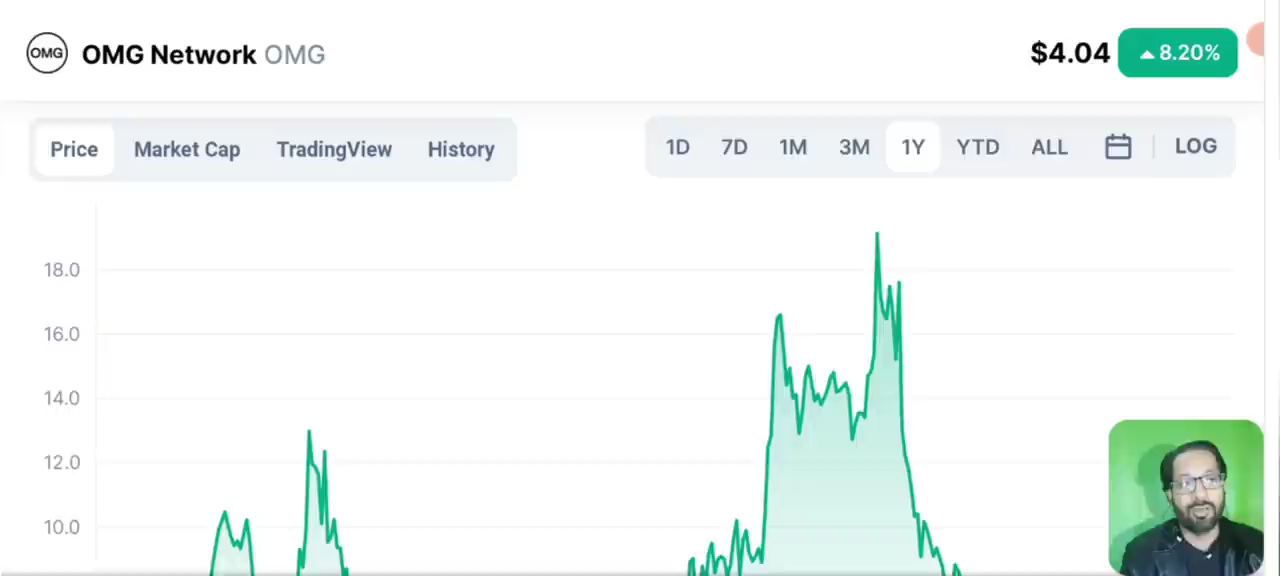 OMG OMG Network OMG $4.04 8.20%
Price Market Cap TradingView History 1D 7D 1M 3M 1Y YTD ALL LOG
18.0
16.0
14.0
12.0
10.0